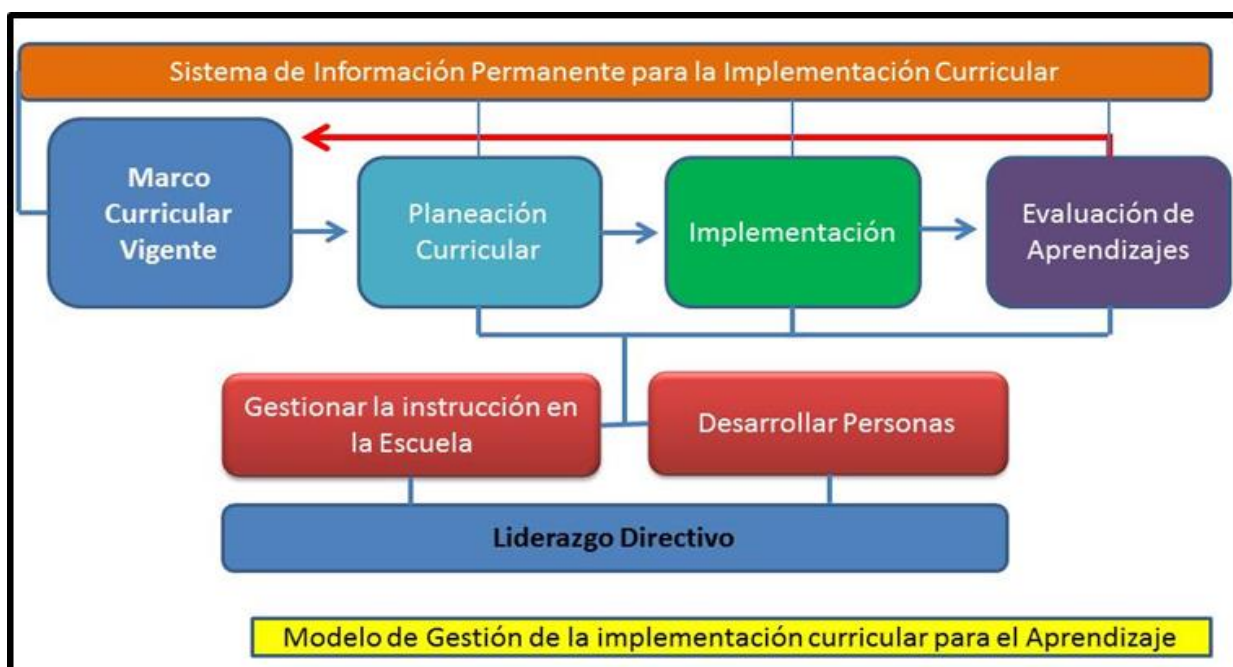 Sistema de Información Permanente para la Implementación Curricular
Marco
Curricular
Vigente
Planeación
Curricular
Implementación
Evaluación de
Aprendizajes
Gestionar la instrucción en
la Escuela
Desarrollar Personas
Liderazgo Directivo
Modelo de Gestión de la implementación curricular para el Aprendizaje